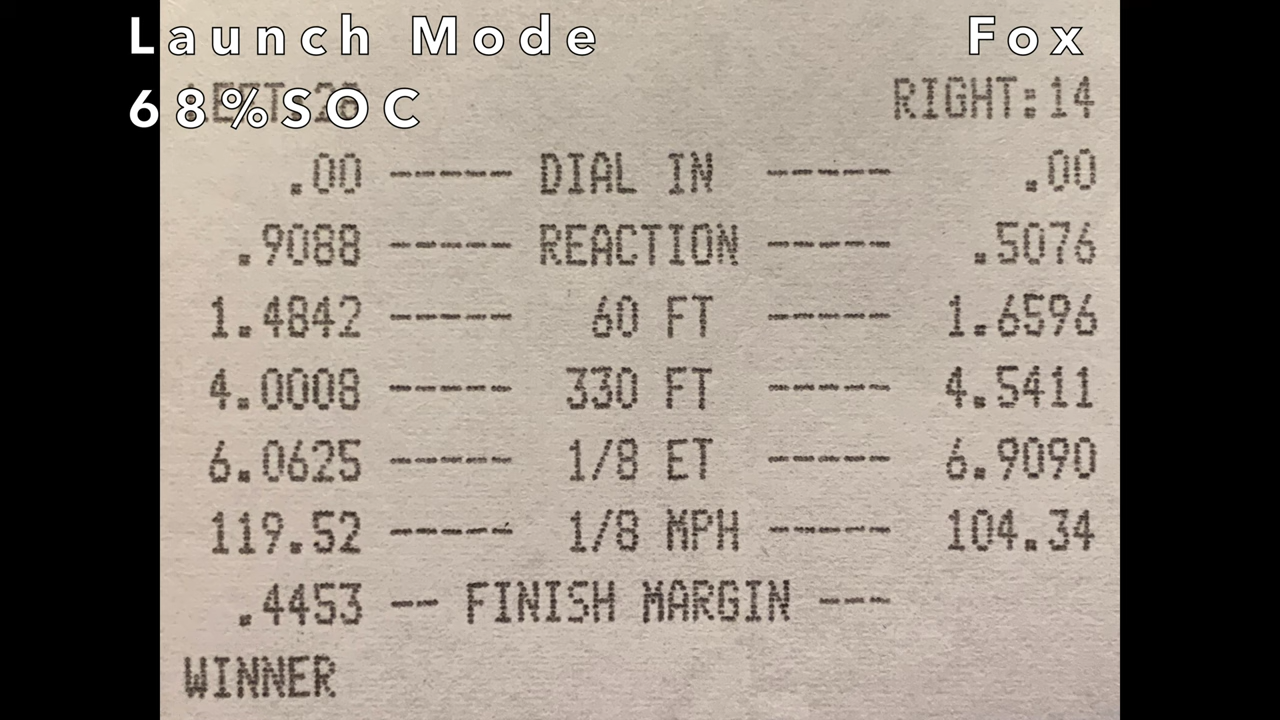 Launch Mode Fox
68%SOC
RIGHT:14
.00 ----- DIAL IN ----- .00
.9088 ----- REACTION ----- .5076
1.4842 ----- 60 FT ----- 1.6596
4.0008 ----- 330 FT ----- 4.5411
6.0625 ----- 1/8 ET ----- 6.9090
119.52 ----- 1/8 MPH ----- 104.34
.4453 -- FINISH MARGIN ---
WINNER